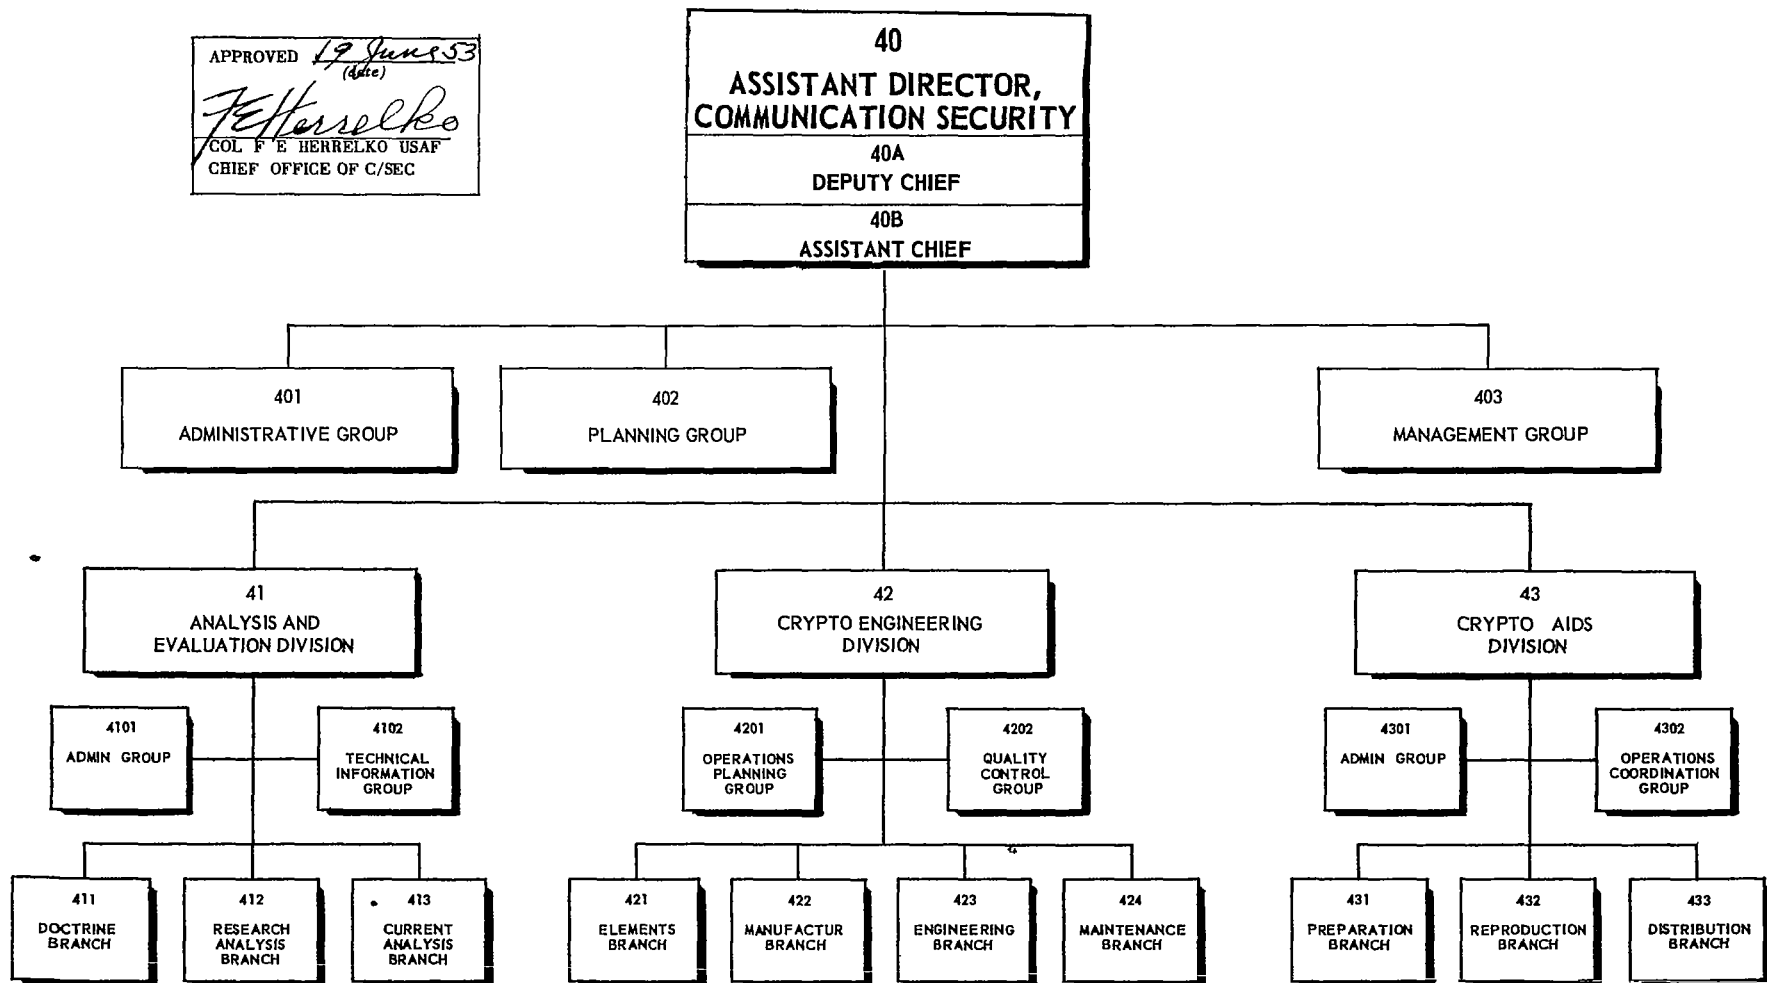 APPROVED 19 June 53
(date)
F E Herrelko
COL F E HERRELKO USAF
CHIEF OFFICE OF C/SEC
40
ASSISTANT DIRECTOR,
COMMUNICATION SECURITY
40A
DEPUTY CHIEF
40B
ASSISTANT CHIEF
401
ADMINISTRATIVE GROUP
402
PLANNING GROUP
403
MANAGEMENT GROUP
41
ANALYSIS AND
EVALUATION DIVISION
42
CRYPTO ENGINEERING
DIVISION
43
CRYPTO AIDS
DIVISION
4101
ADMIN GROUP
4102
TECHNICAL
INFORMATION
GROUP
4201
OPERATIONS
PLANNING
GROUP
4202
QUALITY
CONTROL
GROUP
4301
ADMIN GROUP
4302
OPERATIONS
COORDINATION
GROUP
411
DOCTRINE
BRANCH
412
RESEARCH
ANALYSIS
BRANCH
413
CURRENT
ANALYSIS
BRANCH
421
ELEMENTS
BRANCH
422
MANUFACTUR
BRANCH
423
ENGINEERING
BRANCH
424
MAINTENANCE
BRANCH
431
PREPARATION
BRANCH
432
REPRODUCTION
BRANCH
433
DISTRIBUTION
BRANCH